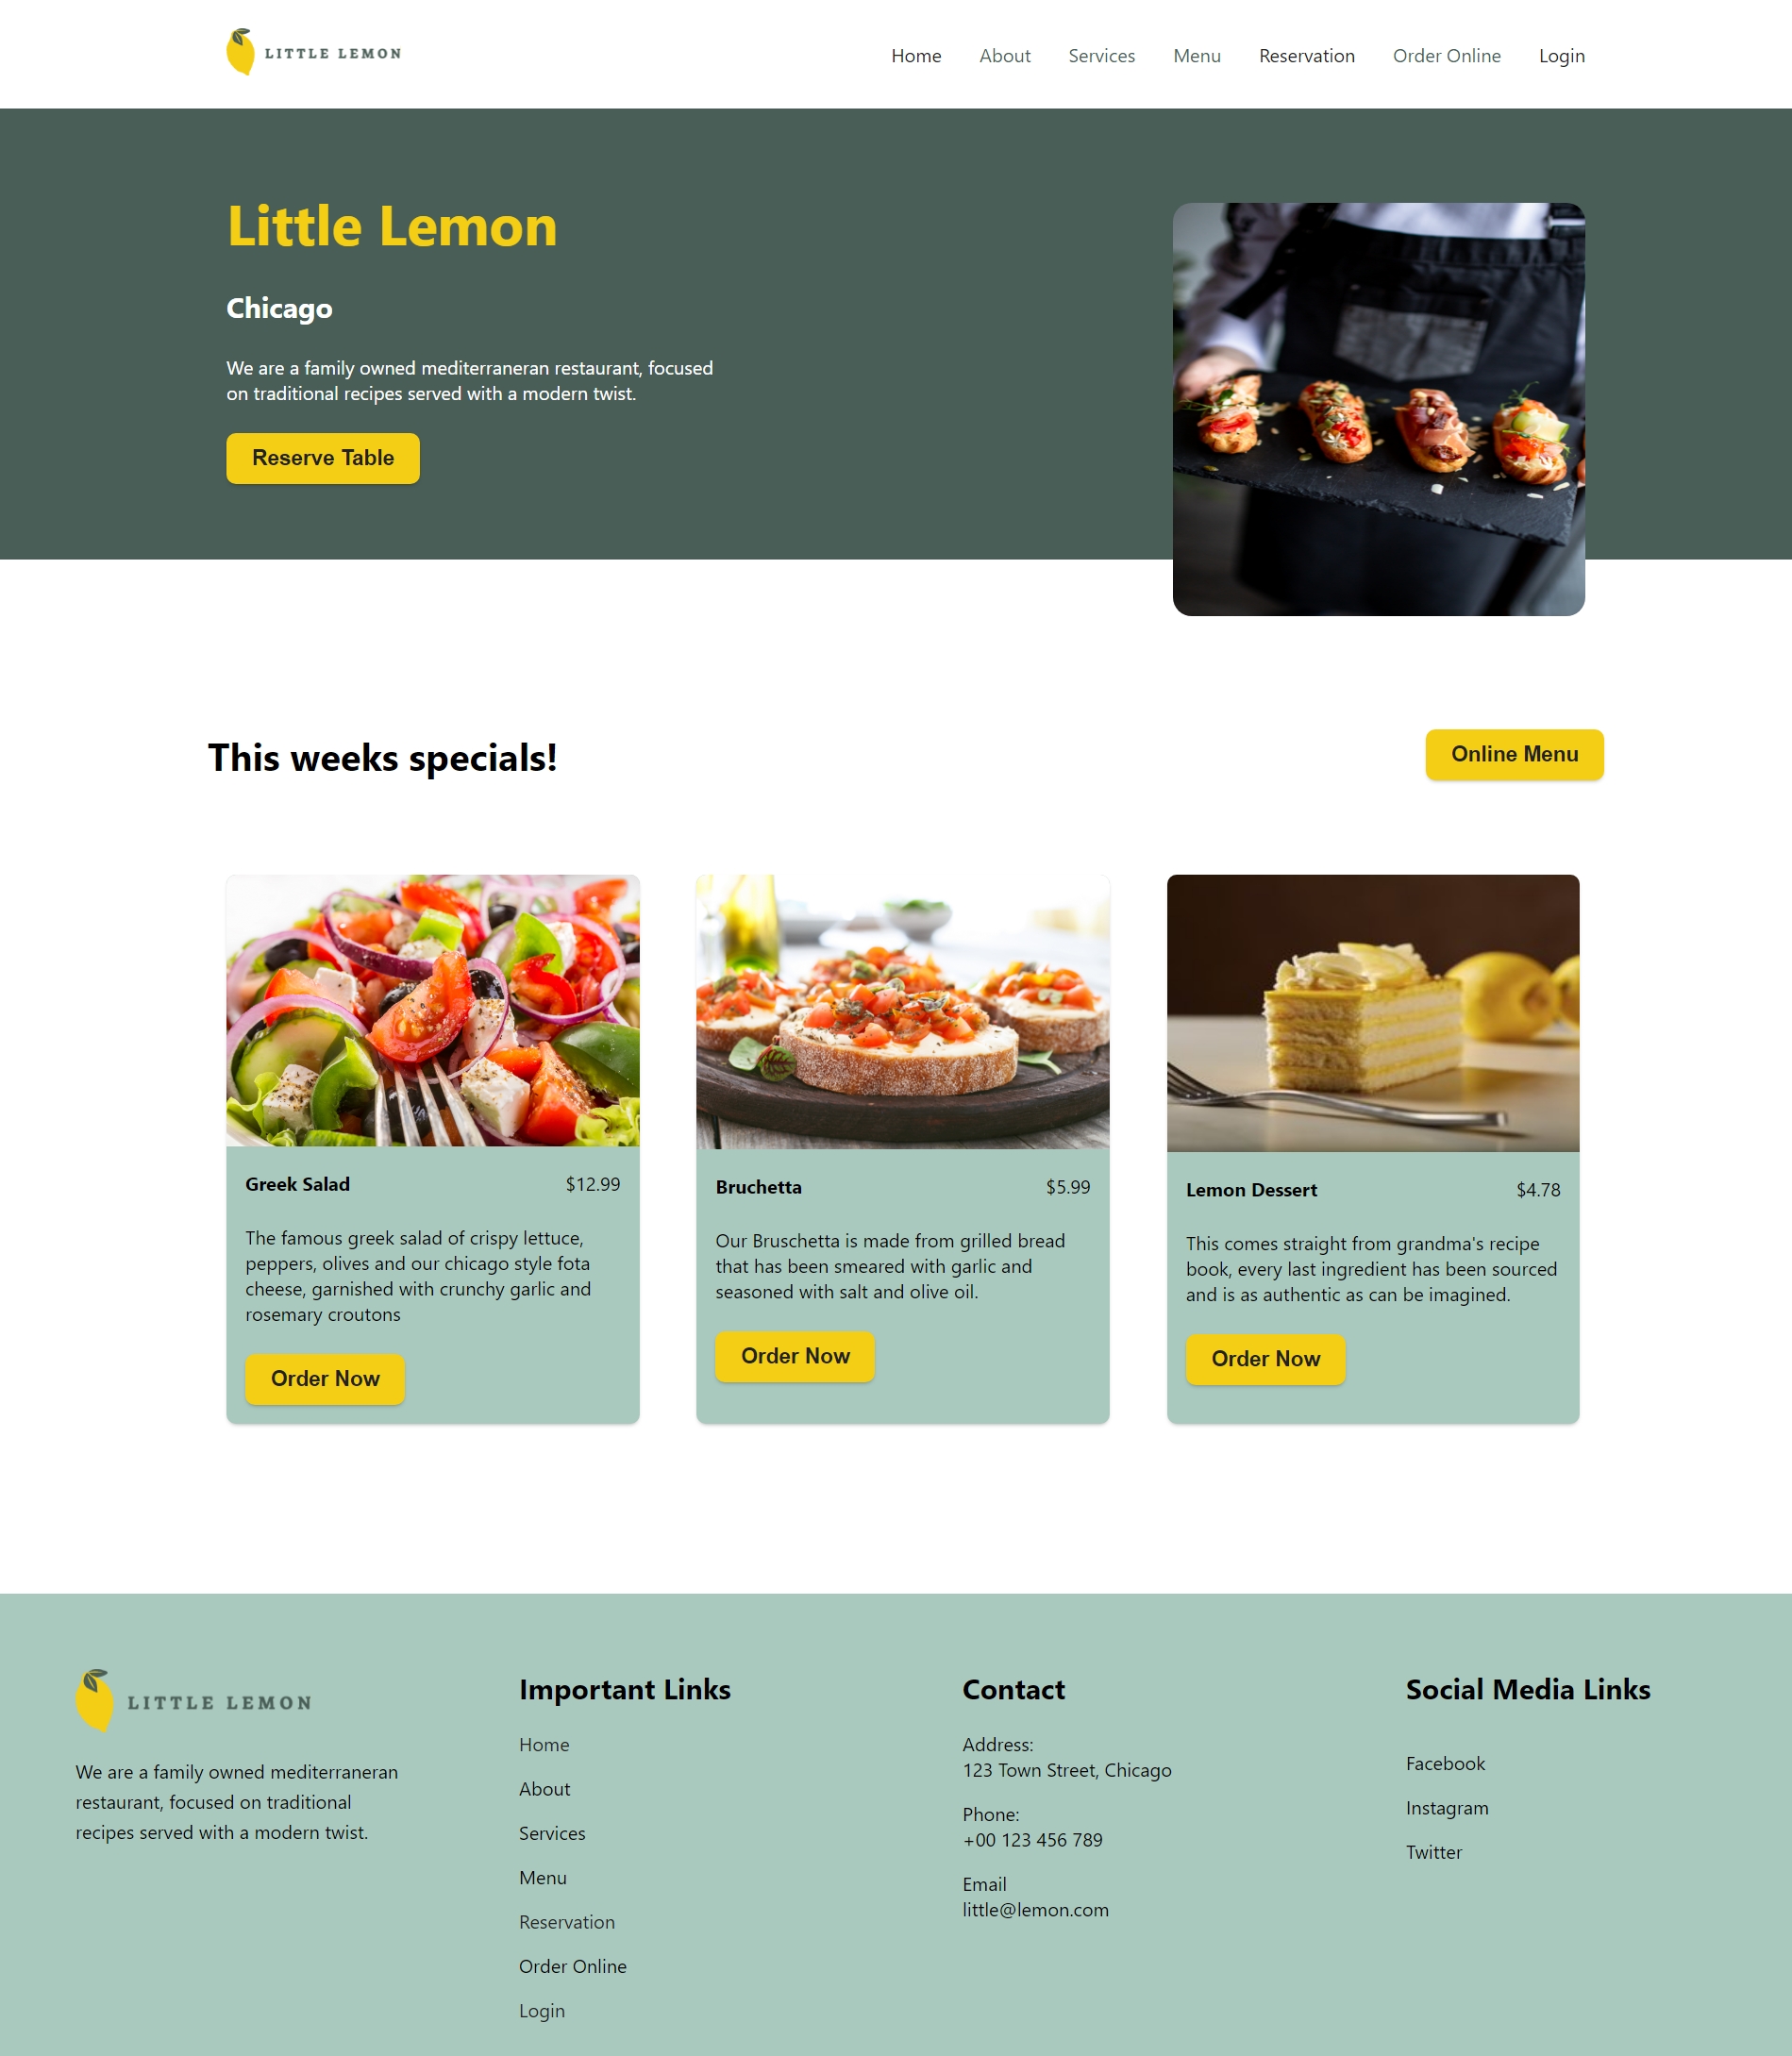 LITTLE LEMON
Home About Services Menu Reservation Order Online Login
Little Lemon
Chicago
We are a family owned mediterraneran restaurant, focused
on traditional recipes served with a modern twist.
Reserve Table
This weeks specials!
Online Menu
Greek Salad $12.99
The famous greek salad of crispy lettuce,
peppers, olives and our chicago style fota
cheese, garnished with crunchy garlic and
rosemary croutons
Order Now
Bruchetta $5.99
Our Bruschetta is made from grilled bread
that has been smeared with garlic and
seasoned with salt and olive oil.
Order Now
Lemon Dessert $4.78
This comes straight from grandma's recipe
book, every last ingredient has been sourced
and is as authentic as can be imagined.
Order Now
LITTLE LEMON
We are a family owned mediterraneran
restaurant, focused on traditional
recipes served with a modern twist.
Important Links
Home
About
Services
Menu
Reservation
Order Online
Login
Contact
Address:
123 Town Street, Chicago
Phone:
+00 123 456 789
Email
little@lemon.com
Social Media Links
Facebook
Instagram
Twitter